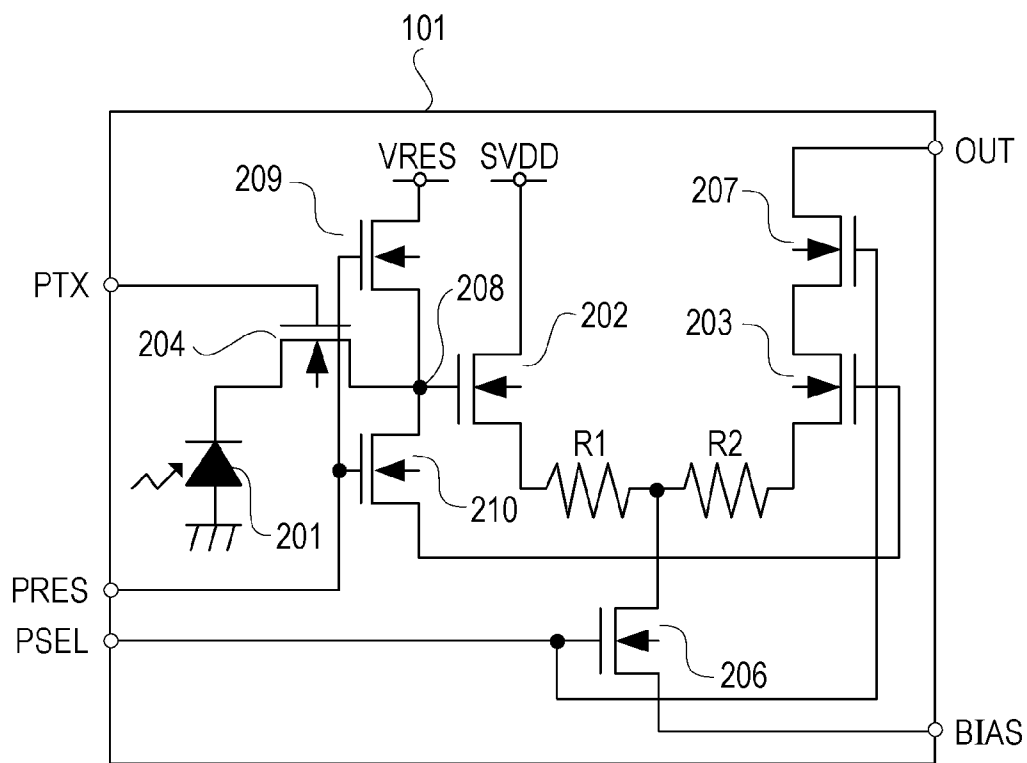 101
VRES SVDD
OUT
209
207
PTX
208
202
203
204
R1
R2
201
210
PRES
PSEL
206
BIAS